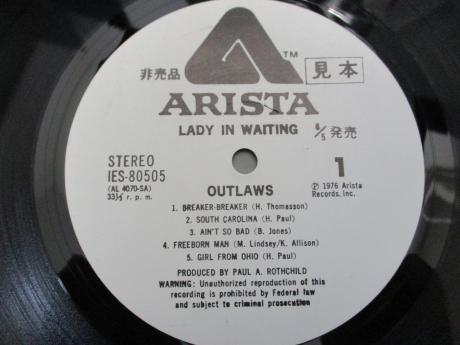 TM
非売品
見本
ARISTA
LADY IN WAITING
8/5発売
STEREO
IES-80505
(AL 4070-SA)
33⅓ r. p. m.
1
Ⓟ 1976 Arista
Records, Inc.
OUTLAWS
1. BREAKER-BREAKER (H. Thomasson)
2. SOUTH CAROLINA (H. Paul)
3. AIN'T SO BAD (B. Jones)
4. FREEBORN MAN (M. Lindsey/K. Allison)
5. GIRL FROM OHIO (H. Paul)
PRODUCED BY PAUL A. ROTHCHILD
WARNING: Unauthorized reproduction of this
recording is prohibited by Federal law
and subject to criminal prosecution